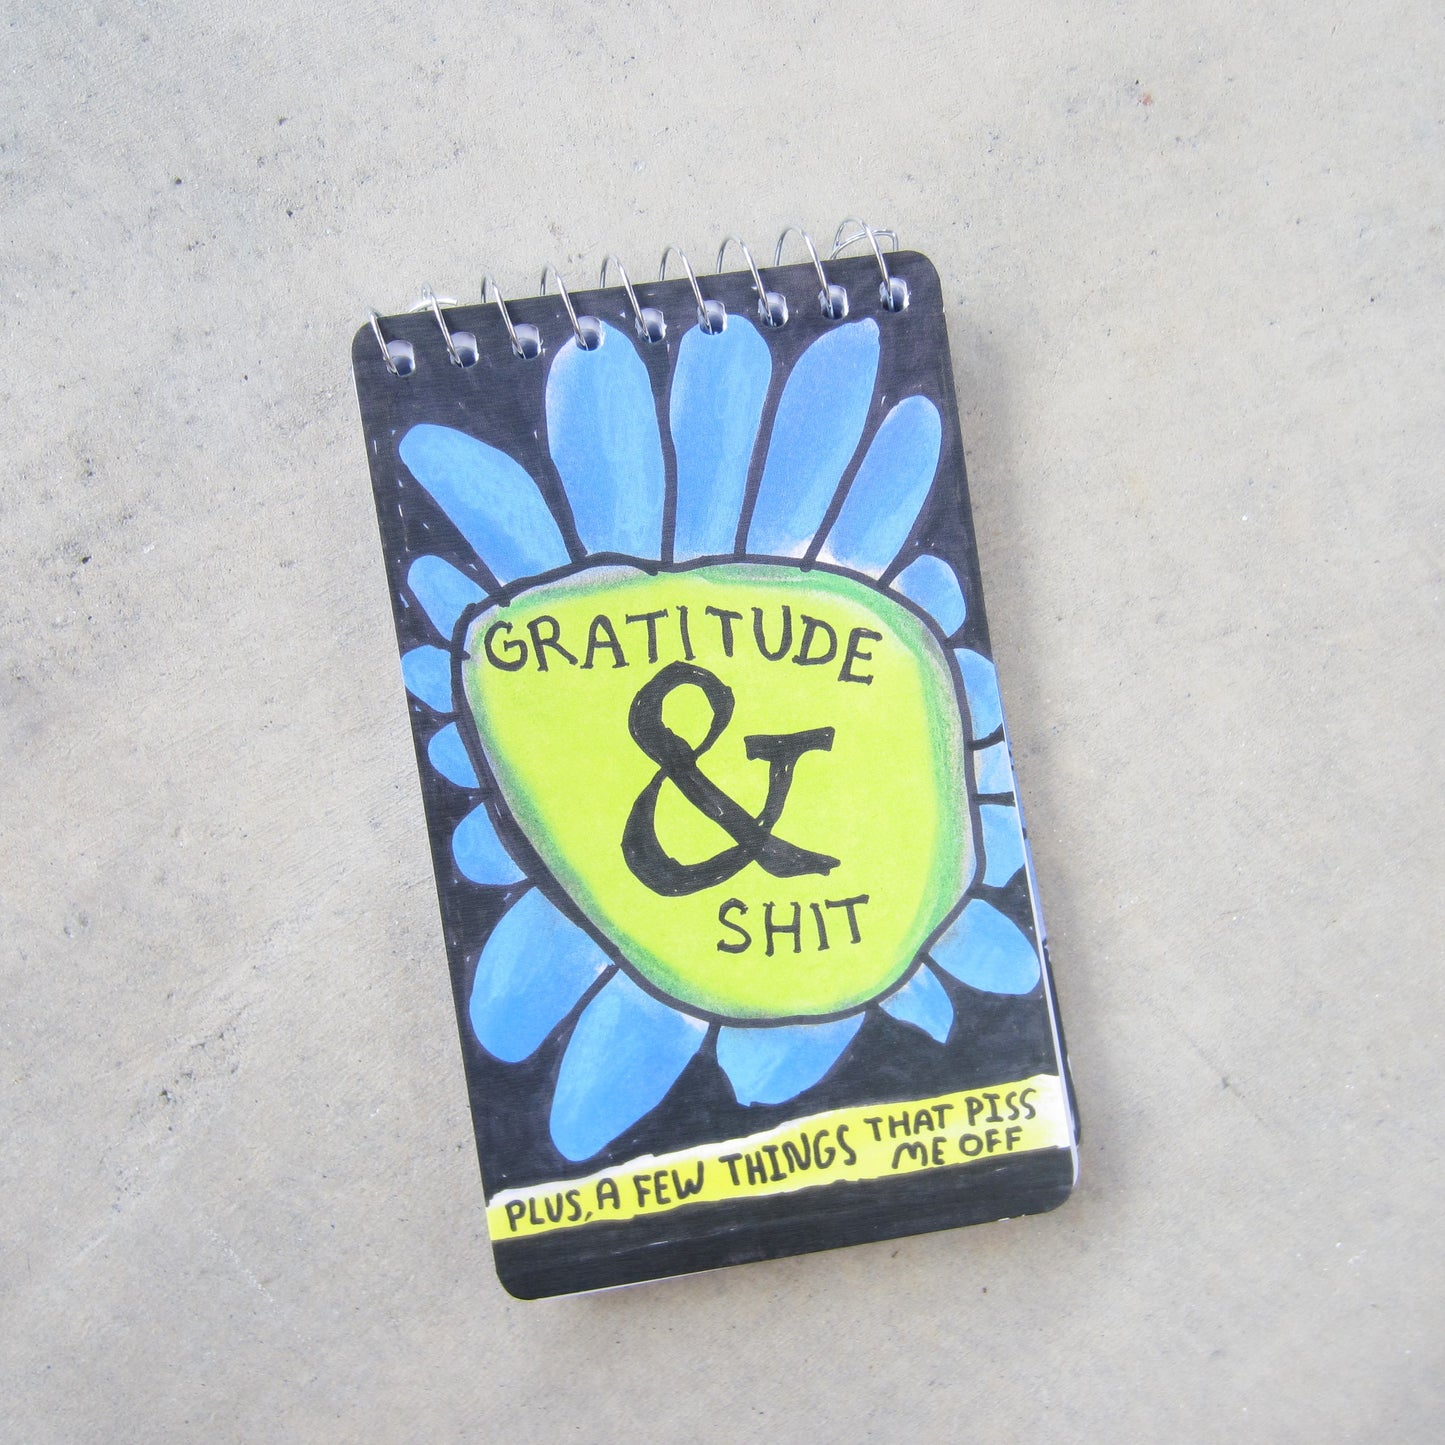 GRATITUDE
&
SHIT
PLUS, A FEW THINGS THAT PISS
ME OFF